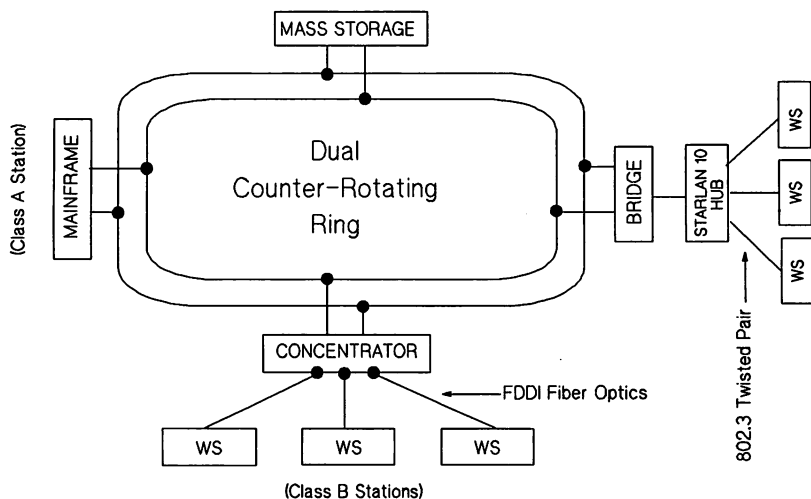 MASS STORAGE
(Class A Station)
MAINFRAME
Dual
Counter-Rotating
Ring
BRIDGE
STARLAN 10
HUB
WS
WS
WS
802.3 Twisted Pair
CONCENTRATOR
FDDI Fiber Optics
WS
WS
WS
(Class B Stations)